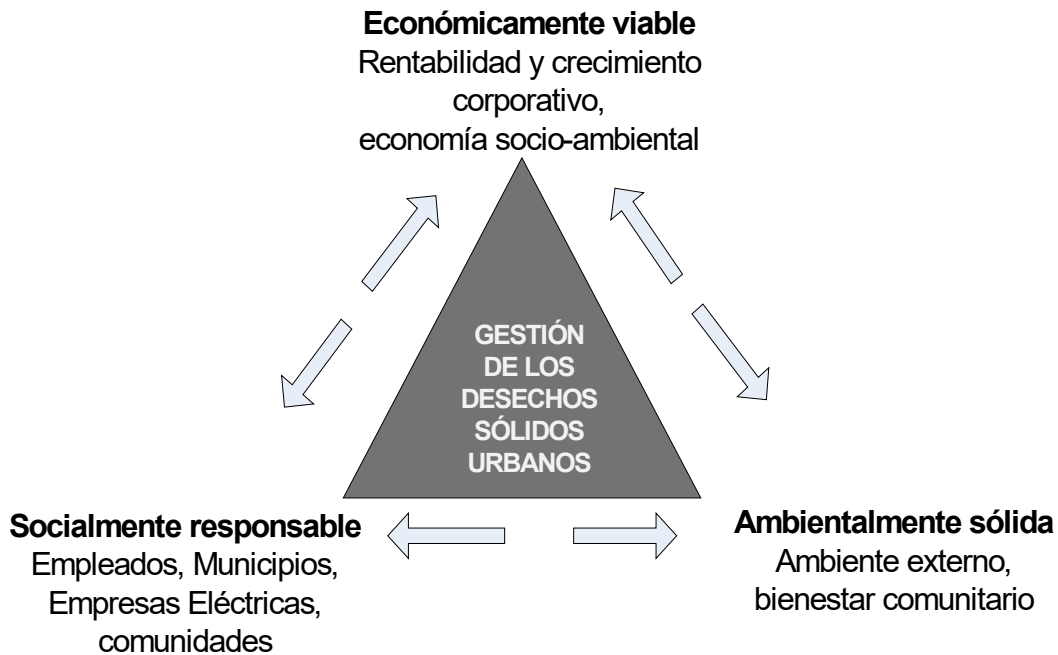 Económicamente viable
Rentabilidad y crecimiento
corporativo,
economía socio-ambiental
GESTIÓN
DE LOS
DESECHOS
SÓLIDOS
URBANOS
Socialmente responsable
Empleados, Municipios,
Empresas Eléctricas,
comunidades
Ambientalmente sólida
Ambiente externo,
bienestar comunitario